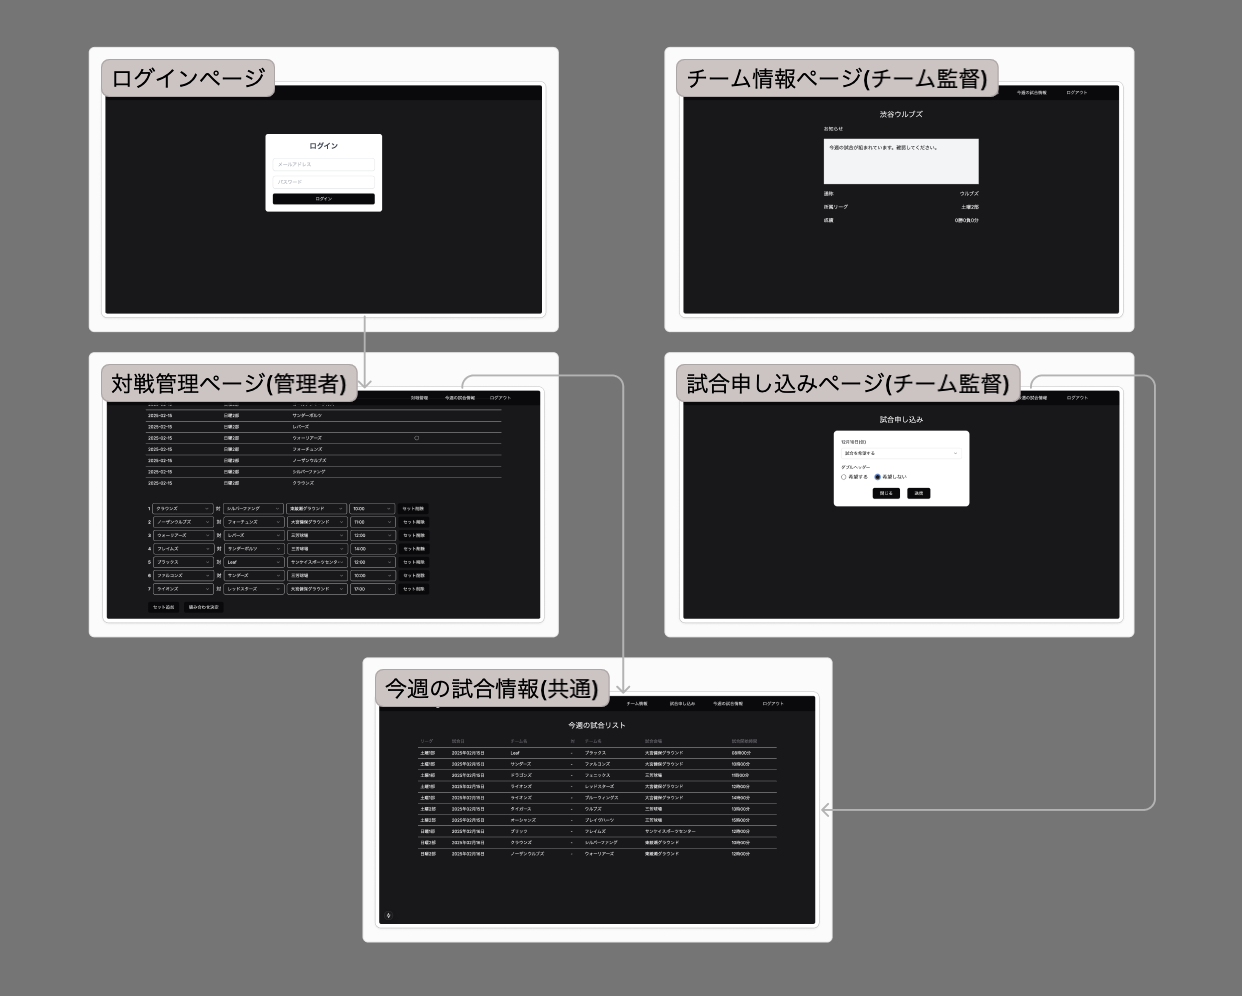 ログインページ
ログイン
メールアドレス
パスワード
ログイン
チーム情報ページ(チーム監督)
今週の試合情報 ログアウト
渋谷ウルブズ
お知らせ
今週の試合が組まれています。確認してください。
通称 ウルブズ
所属リーグ 土曜2部
成績 0勝0負0分
対戦管理ページ(管理者)
対戦管理 今週の試合情報 ログアウト
2025-02-15 日曜2部 サンダーボルツ
2025-02-15 日曜2部 レパーズ
2025-02-15 日曜2部 ウォーリアーズ
2025-02-15 日曜2部 フォーチュンズ
2025-02-15 日曜2部 ノーザンウルブズ
2025-02-15 日曜2部 シルバーファング
2025-02-15 日曜2部 クラウンズ
1 クラウンズ 対 シルバーファング 東綾瀬グラウンド 10:00 セット削除
2 ノーザンウルブズ 対 フォーチュンズ 大宮健保グラウンド 11:00 セット削除
3 ウォーリアーズ 対 レパーズ 三芳球場 12:00 セット削除
4 フレイムズ 対 サンダーボルツ 三芳球場 14:00 セット削除
5 ブラックス 対 Leaf サンケイスポーツセンタ… 12:00 セット削除
6 ファルコンズ 対 サンダーズ 三芳球場 10:00 セット削除
7 ライオンズ 対 レッドスターズ 大宮健保グラウンド 17:00 セット削除
セット追加 組み合わせ決定
試合申し込みページ(チーム監督)
今週の試合情報 ログアウト
試合申し込み
試合を希望する
ダブルヘッダー
希望する 希望しない
閉じる 送信
今週の試合情報(共通)
チーム情報 試合申し込み 今週の試合情報 ログアウト
今週の試合リスト
リーグ 試合日 チーム名 対 チーム名 試合会場 試合開始時間
土曜1部 2025年02月15日 Leaf - ブラックス 大宮健保グラウンド 08時00分
土曜1部 2025年02月15日 サンダーズ - ファルコンズ 大宮健保グラウンド 10時00分
土曜1部 2025年02月15日 ドラゴンズ - フェニックス 三芳球場 11時00分
土曜1部 2025年02月15日 ライオンズ - レッドスターズ 大宮健保グラウンド 12時00分
土曜1部 2025年02月15日 ライオンズ - ブルーウィングス 大宮健保グラウンド 14時00分
土曜2部 2025年02月15日 タイガース - ウルブズ 三芳球場 13時00分
土曜2部 2025年02月15日 オーシャンズ - ブレイブハーツ 三芳球場 15時00分
日曜1部 2025年02月16日 ブリッツ - フレイムズ サンケイスポーツセンター 12時00分
日曜2部 2025年02月16日 クラウンズ - シルバーファング 東綾瀬グラウンド 10時00分
日曜2部 2025年02月16日 ノーザンウルブズ - ウォーリアーズ 東綾瀬グラウンド 12時00分